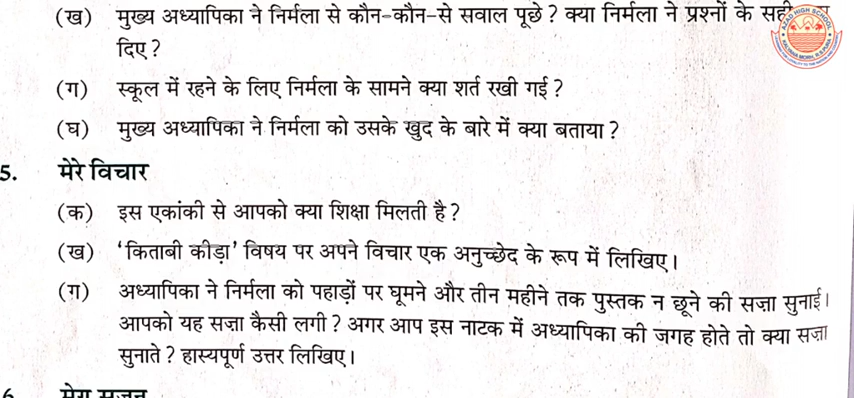 (ख) मुख्य अध्यापिका ने निर्मला से कौन-कौन-से सवाल पूछे? क्या निर्मला ने प्रश्नों के
दिए?
(ग) स्कूल में रहने के लिए निर्मला के सामने क्या शर्त रखी गई?
(घ) मुख्य अध्यापिका ने निर्मला को उसके खुद के बारे में क्या बताया?
5. मेरे विचार
(क) इस एकांकी से आपको क्या शिक्षा मिलती है?
(ख) ‘किताबी कीड़ा’ विषय पर अपने विचार एक अनुच्छेद के रूप में लिखिए।
(ग) अध्यापिका ने निर्मला को पहाड़ों पर घूमने और तीन महीने तक पुस्तक न छूने की सज़ा सुनाई।
आपको यह सज़ा कैसी लगी? अगर आप इस नाटक में अध्यापिका की जगह होते तो क्या सज़ा
सुनाते? हास्यपूर्ण उत्तर लिखिए।